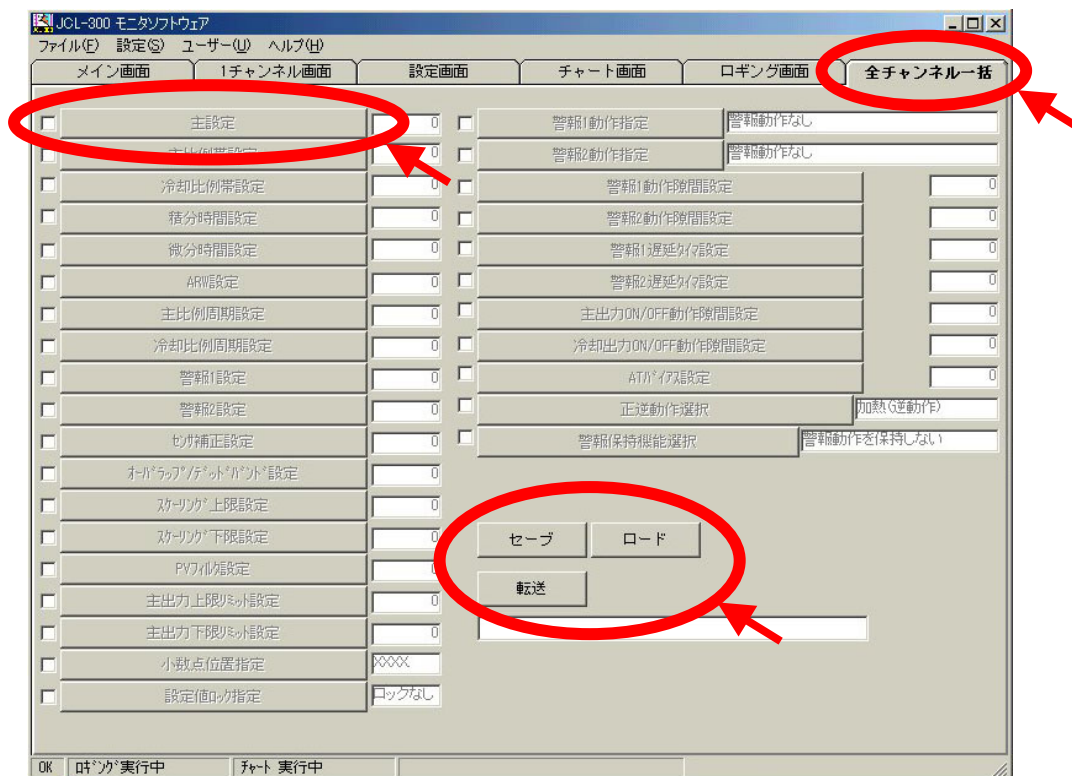 JCL-300 モニタソフトウェア
ファイル(F) 設定(S) ユーザー(U) ヘルプ(H)
メイン画面 1チャンネル画面 設定画面 チャート画面 ロギング画面 全チャンネル一括
主設定 0 警報1動作指定 警報動作なし
主比例帯設定 0 警報2動作指定 警報動作なし
冷却比例帯設定 0 警報1動作隙間設定 0
積分時間設定 0 警報2動作隙間設定 0
微分時間設定 0 警報1遅延タイマ設定 0
ARW設定 0 警報2遅延タイマ設定 0
主比例周期設定 0 主出力ON/OFF動作隙間設定 0
冷却比例周期設定 0 冷却出力ON/OFF動作隙間設定 0
警報1設定 0 ATバイアス設定 0
警報2設定 0 正逆動作選択 加熱(逆動作)
センサ補正設定 0 警報保持機能選択 警報動作を保持しない
オーバラップ/デッドバンド設定 0
スケーリング上限設定 0
スケーリング下限設定 0 セーブ ロード
PVフィルタ設定 0 転送
主出力上限リミット設定 0
主出力下限リミット設定 0
小数点位置指定 XXXX
設定値ロック指定 ロックなし
OK ロギング 実行中 チャート 実行中